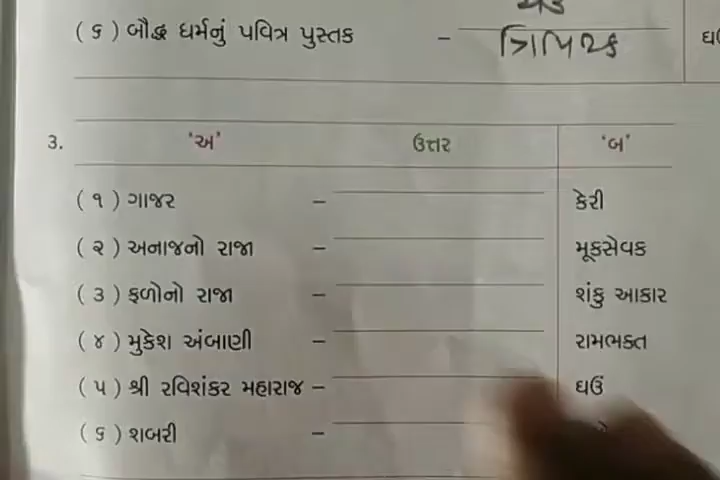 ( ૬ ) બૌદ્ધ ધર્મનું પવિત્ર પુસ્તક - ત્રિપિટક
૩. 'અ' ઉત્તર 'બ'
( ૧ ) ગાજર - કેરી
( ૨ ) અનાજનો રાજા - મૂકસેવક
( ૩ ) ફળોનો રાજા - શંકુ આકાર
( ૪ ) મુકેશ અંબાણી - રામભક્ત
( ૫ ) શ્રી રવિશંકર મહારાજ - ઘઉં
( ૬ ) શબરી -